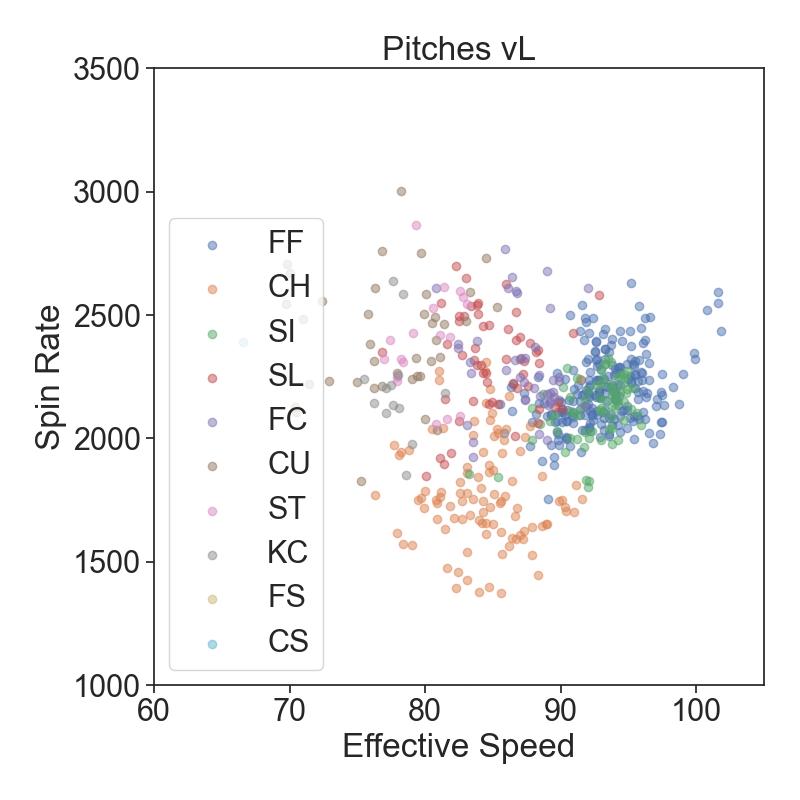 Pitches vL
3500
3000
2500
2000
1500
1000
Spin Rate
FF
CH
SI
SL
FC
CU
ST
KC
FS
CS
60 70 80 90 100
Effective Speed